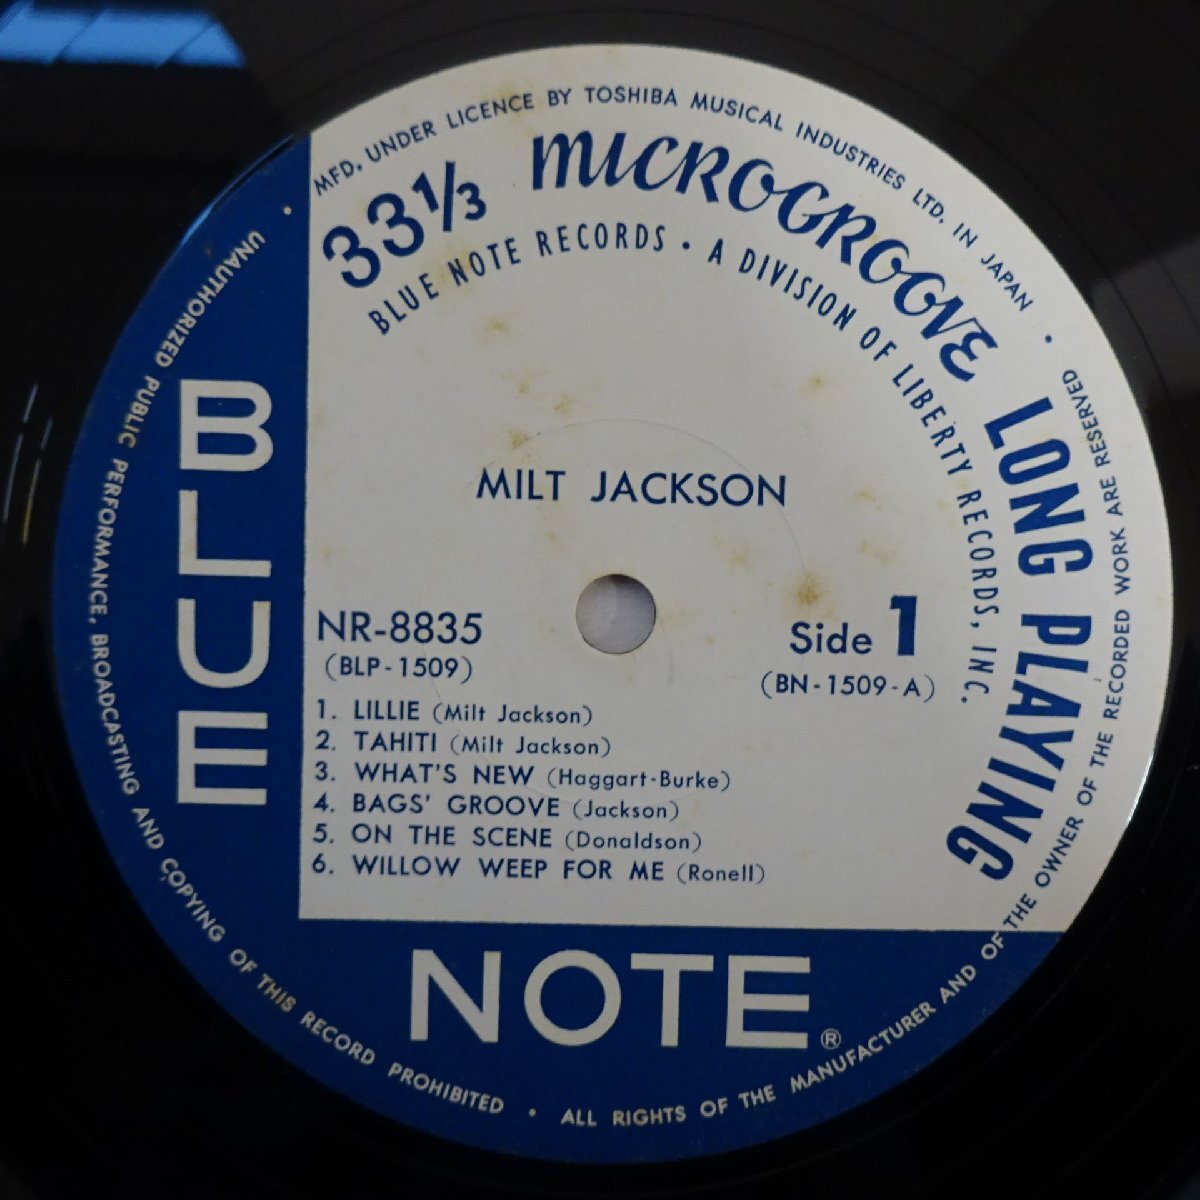 MFD. UNDER LICENCE BY TOSHIBA MUSICAL INDUSTRIES LTD. IN JAPAN •
33⅓ MICROGROOVE LONG PLAYING
BLUE NOTE RECORDS • A DIVISION OF LIBERTY RECORDS, INC.
MILT JACKSON
NR-8835
(BLP-1509)
Side 1
(BN-1509-A)
1. LILLIE (Milt Jackson)
2. TAHITI (Milt Jackson)
3. WHAT'S NEW (Haggart-Burke)
4. BAGS' GROOVE (Jackson)
5. ON THE SCENE (Donaldson)
6. WILLOW WEEP FOR ME (Ronell)
BLUE
NOTE®
• UNAUTHORIZED PUBLIC PERFORMANCE, BROADCASTING AND COPYING OF THIS RECORD PROHIBITED • ALL RIGHTS OF THE MANUFACTURER AND OF THE OWNER OF THE RECORDED WORK ARE RESERVED